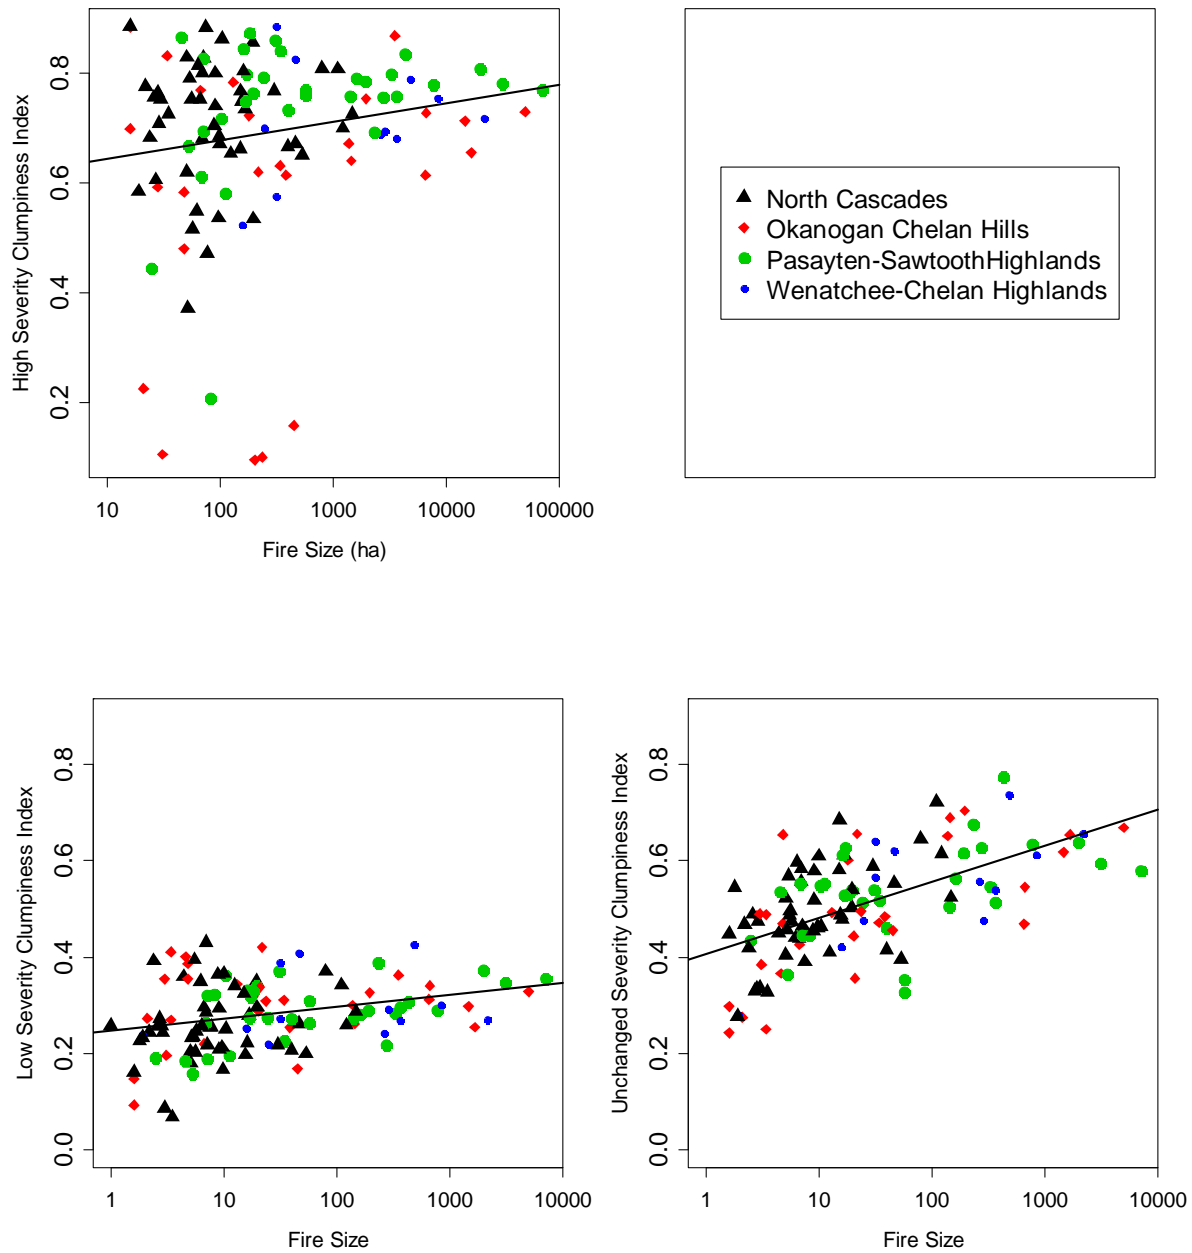 High Severity Clumpiness Index
0.8
0.6
0.4
0.2
10
100
1000
10000
100000
Fire Size (ha)
North Cascades
Okanogan Chelan Hills
Pasayten-SawtoothHighlands
Wenatchee-Chelan Highlands
Low Severity Clumpiness Index
0.8
0.6
0.4
0.2
0.0
1
10
100
1000
10000
Fire Size
Unchanged Severity Clumpiness Index
0.8
0.6
0.4
0.2
0.0
1
10
100
1000
10000
Fire Size